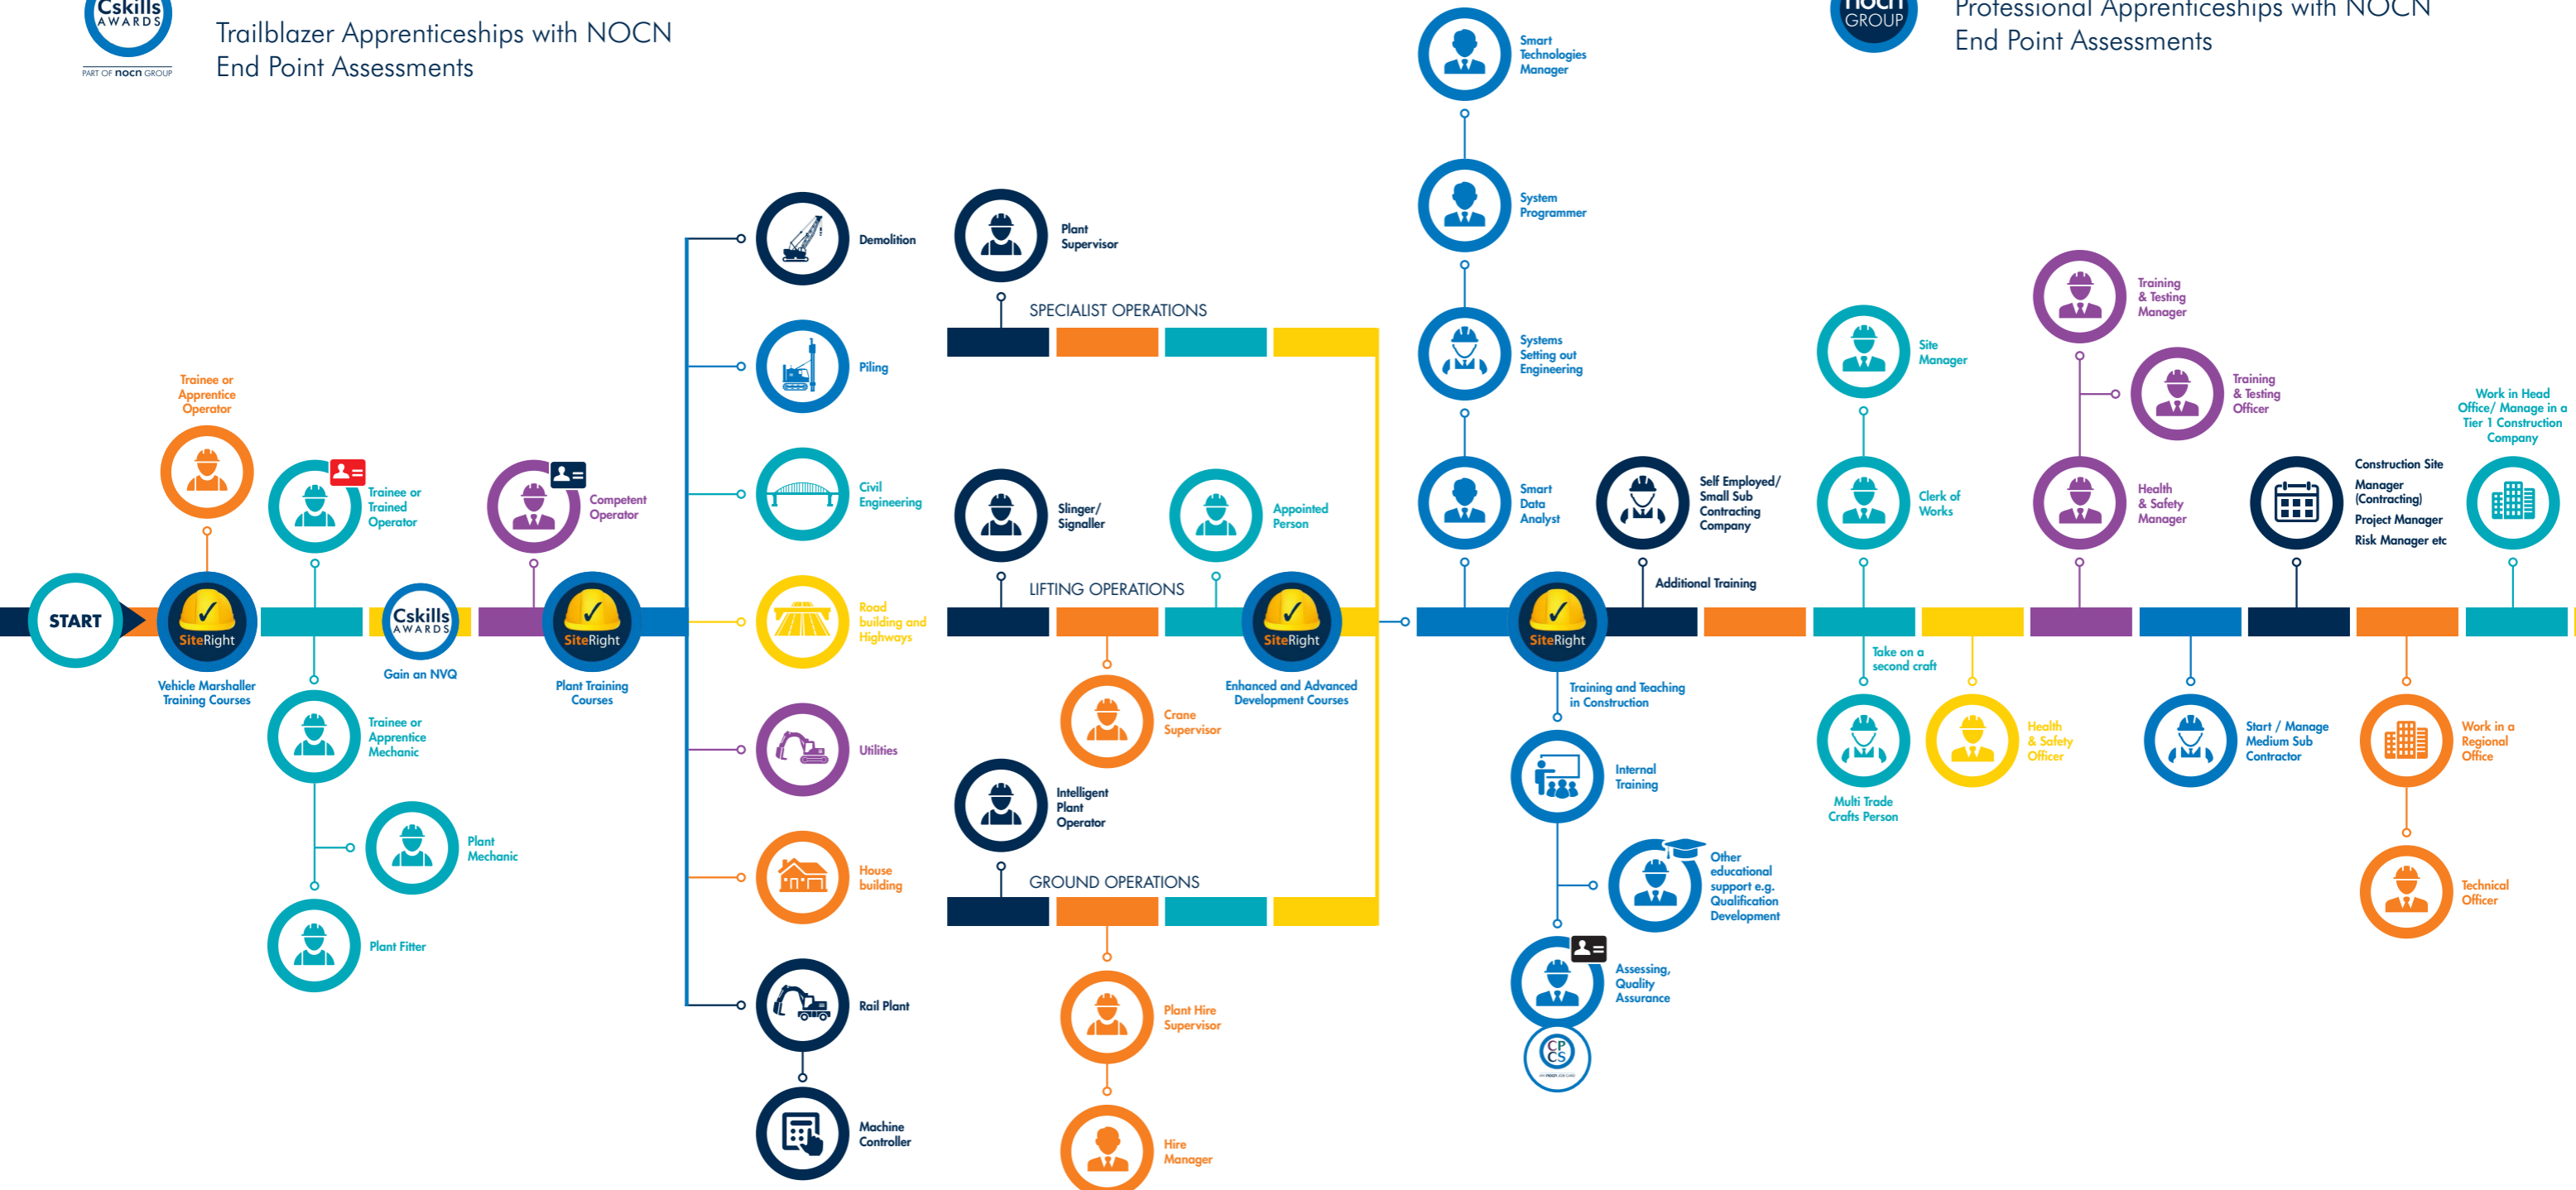 Cskills
AWARDS
PART OF nocn GROUP
Trailblazer Apprenticeships with NOCN
End Point Assessments
nocn
GROUP
Professional Apprenticeships with NOCN
End Point Assessments
START
Trainee or
Apprentice
Operator
SiteRight
Vehicle Marshaller
Training Courses
Trainee or
Trained
Operator
Trainee or
Apprentice
Mechanic
Plant
Mechanic
Plant Fitter
Cskills
AWARDS
Gain an NVQ
Competent
Operator
SiteRight
Plant Training
Courses
Demolition
Piling
Civil
Engineering
Road
building and
Highways
Utilities
House
building
Rail Plant
Machine
Controller
Plant
Supervisor
SPECIALIST OPERATIONS
Slinger/
Signaller
Appointed
Person
LIFTING OPERATIONS
Crane
Supervisor
SiteRight
Enhanced and Advanced
Development Courses
Intelligent
Plant
Operator
GROUND OPERATIONS
Plant Hire
Supervisor
Hire
Manager
Smart
Technologies
Manager
System
Programmer
Systems
Setting out
Engineering
Smart
Data
Analyst
SiteRight
Training and Teaching
in Construction
Internal
Training
Other
educational
support e.g.
Qualification
Development
Assessing,
Quality
Assurance
CP
CS
Self Employed/
Small Sub
Contracting
Company
Additional Training
Site
Manager
Clerk of
Works
Take on a
second craft
Multi Trade
Crafts Person
Health
& Safety
Officer
Training
& Testing
Manager
Training
& Testing
Officer
Health
& Safety
Manager
Start / Manage
Medium Sub
Contractor
Construction Site
Manager
(Contracting)
Project Manager
Risk Manager etc
Work in a
Regional
Office
Technical
Officer
Work in Head
Office/ Manage in a
Tier 1 Construction
Company